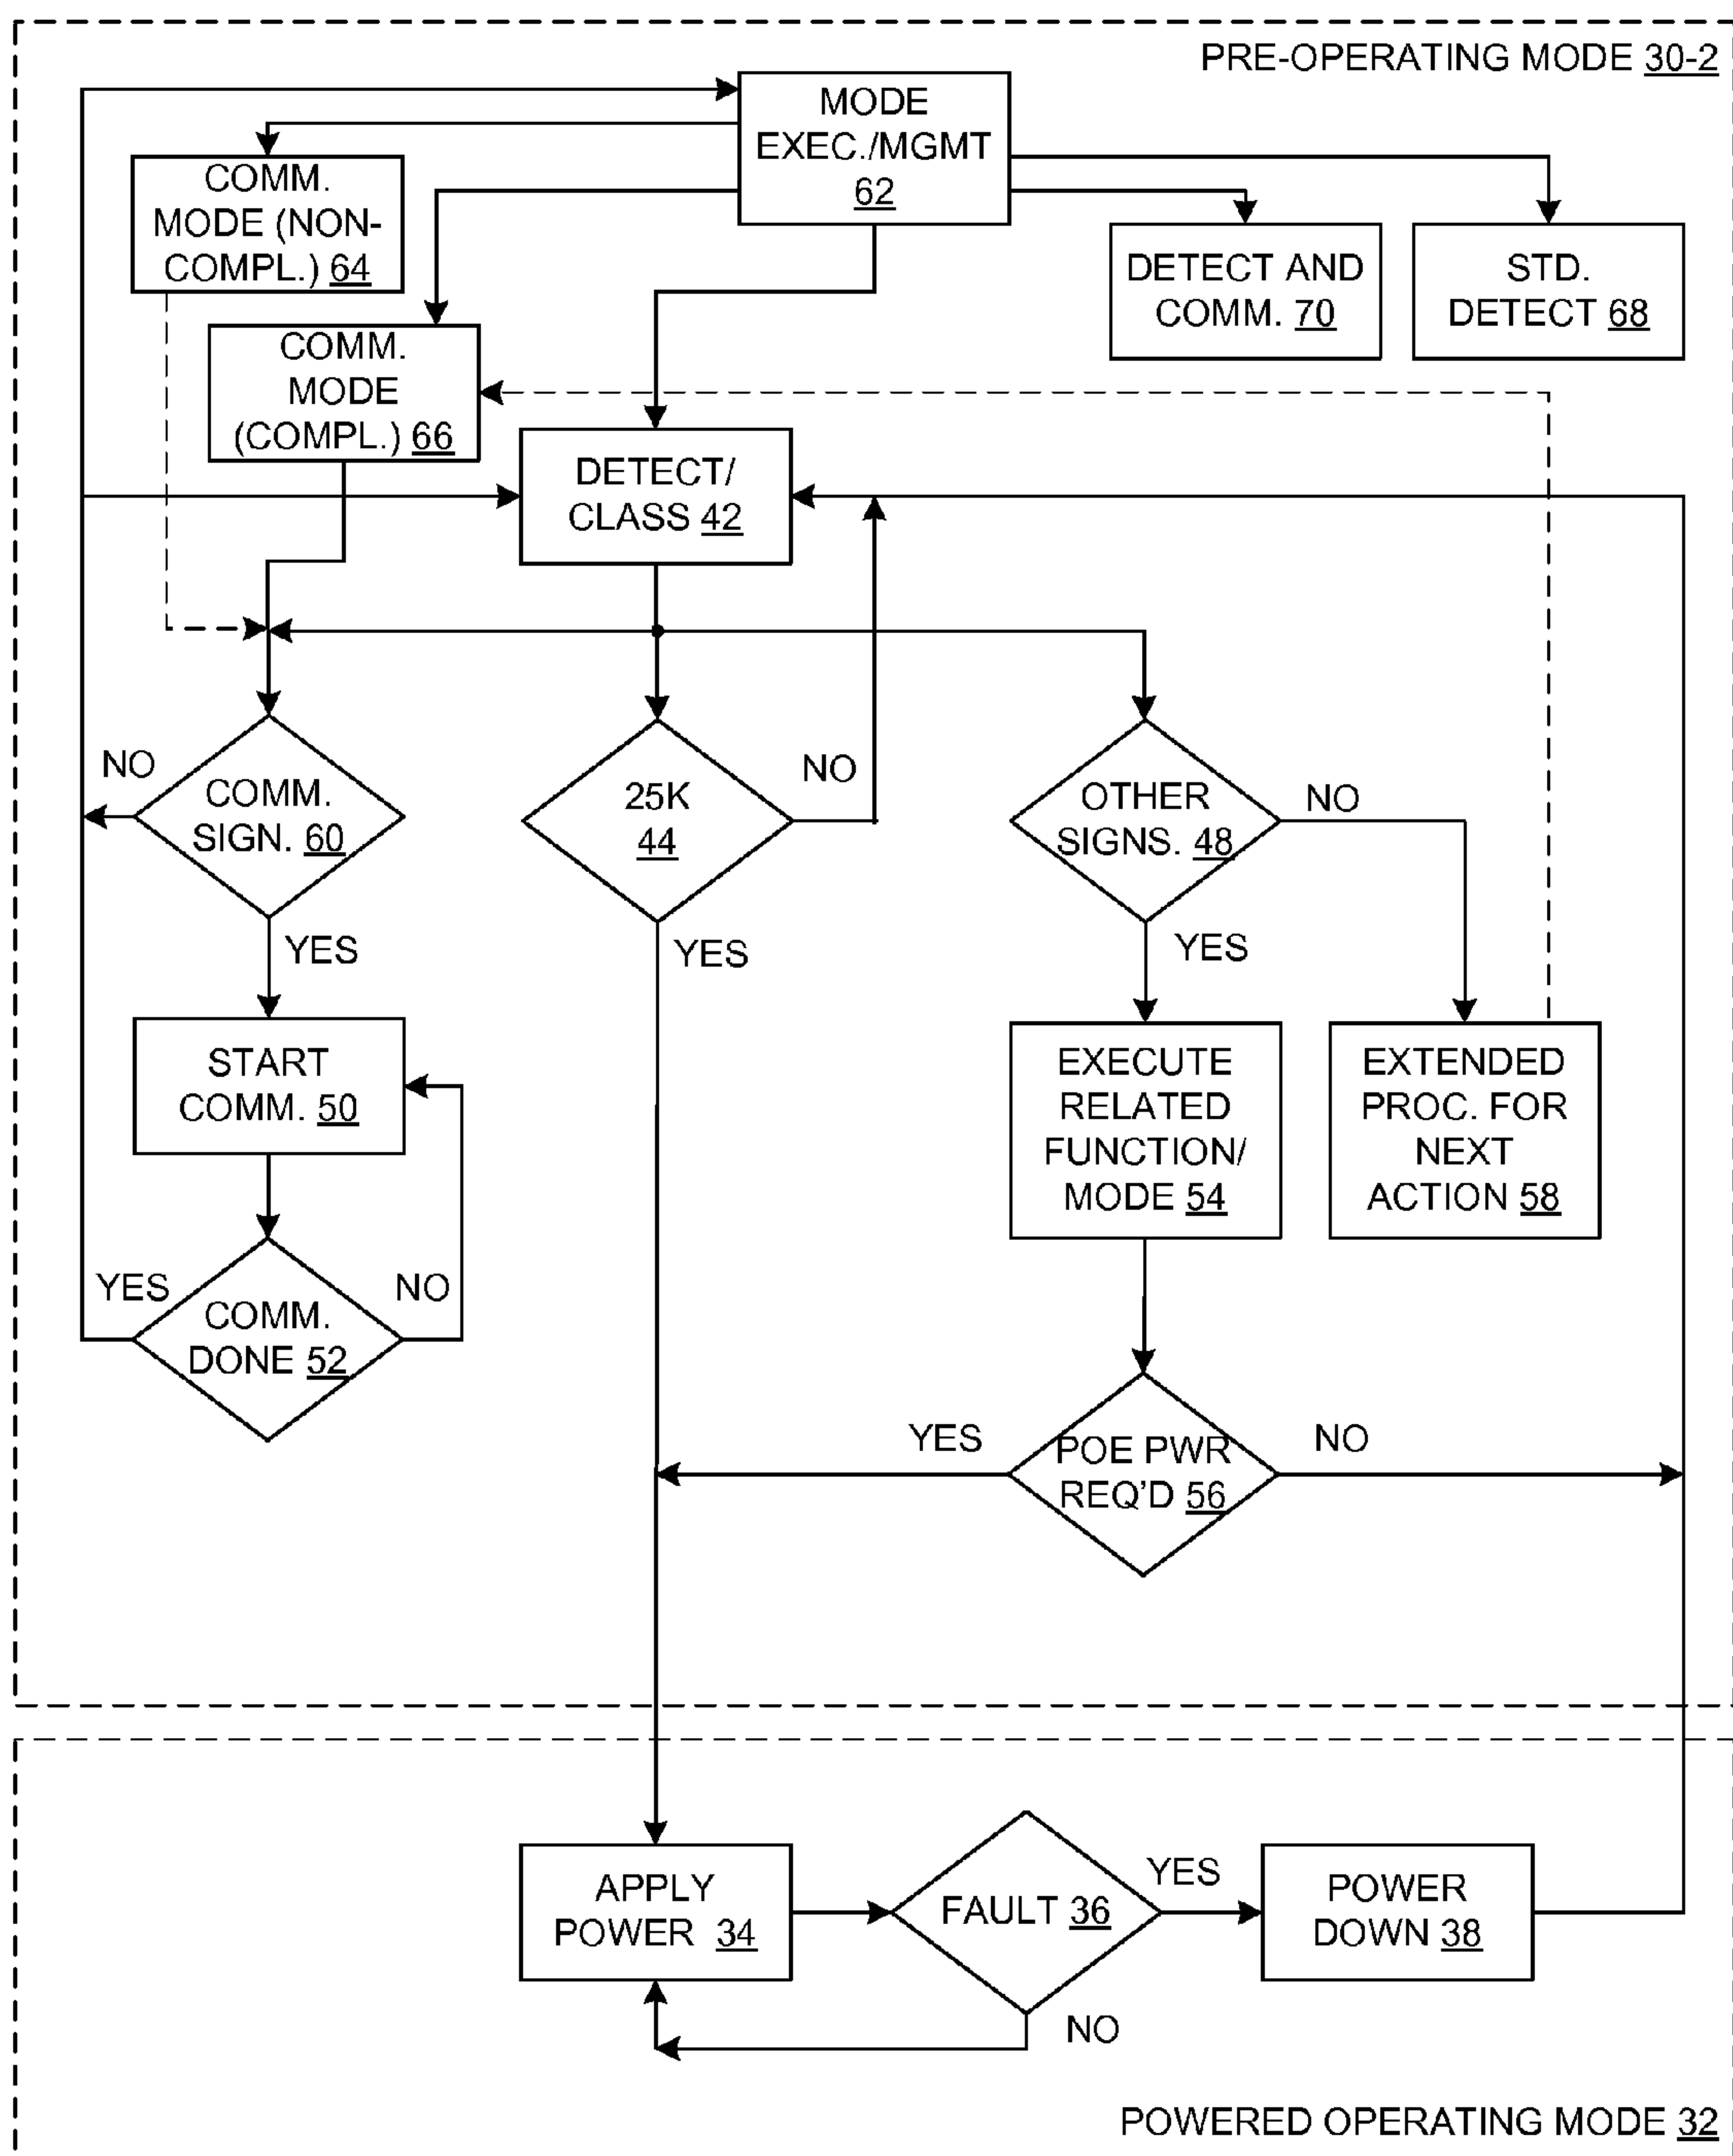 PRE-OPERATING MODE 30-2
MODE
EXEC./MGMT
62
COMM.
MODE (NON-
COMPL.) 64
DETECT AND
COMM. 70
STD.
DETECT 68
COMM.
MODE
(COMPL.) 66
DETECT/
CLASS 42
NO
COMM.
SIGN. 60
YES
25K
44
NO
YES
OTHER
SIGNS. 48
NO
YES
START
COMM. 50
EXECUTE
RELATED
FUNCTION/
MODE 54
EXTENDED
PROC. FOR
NEXT
ACTION 58
YES
COMM.
DONE 52
NO
YES
POE PWR
REQ'D 56
NO
APPLY
POWER 34
FAULT 36
YES
NO
POWER
DOWN 38
POWERED OPERATING MODE 32